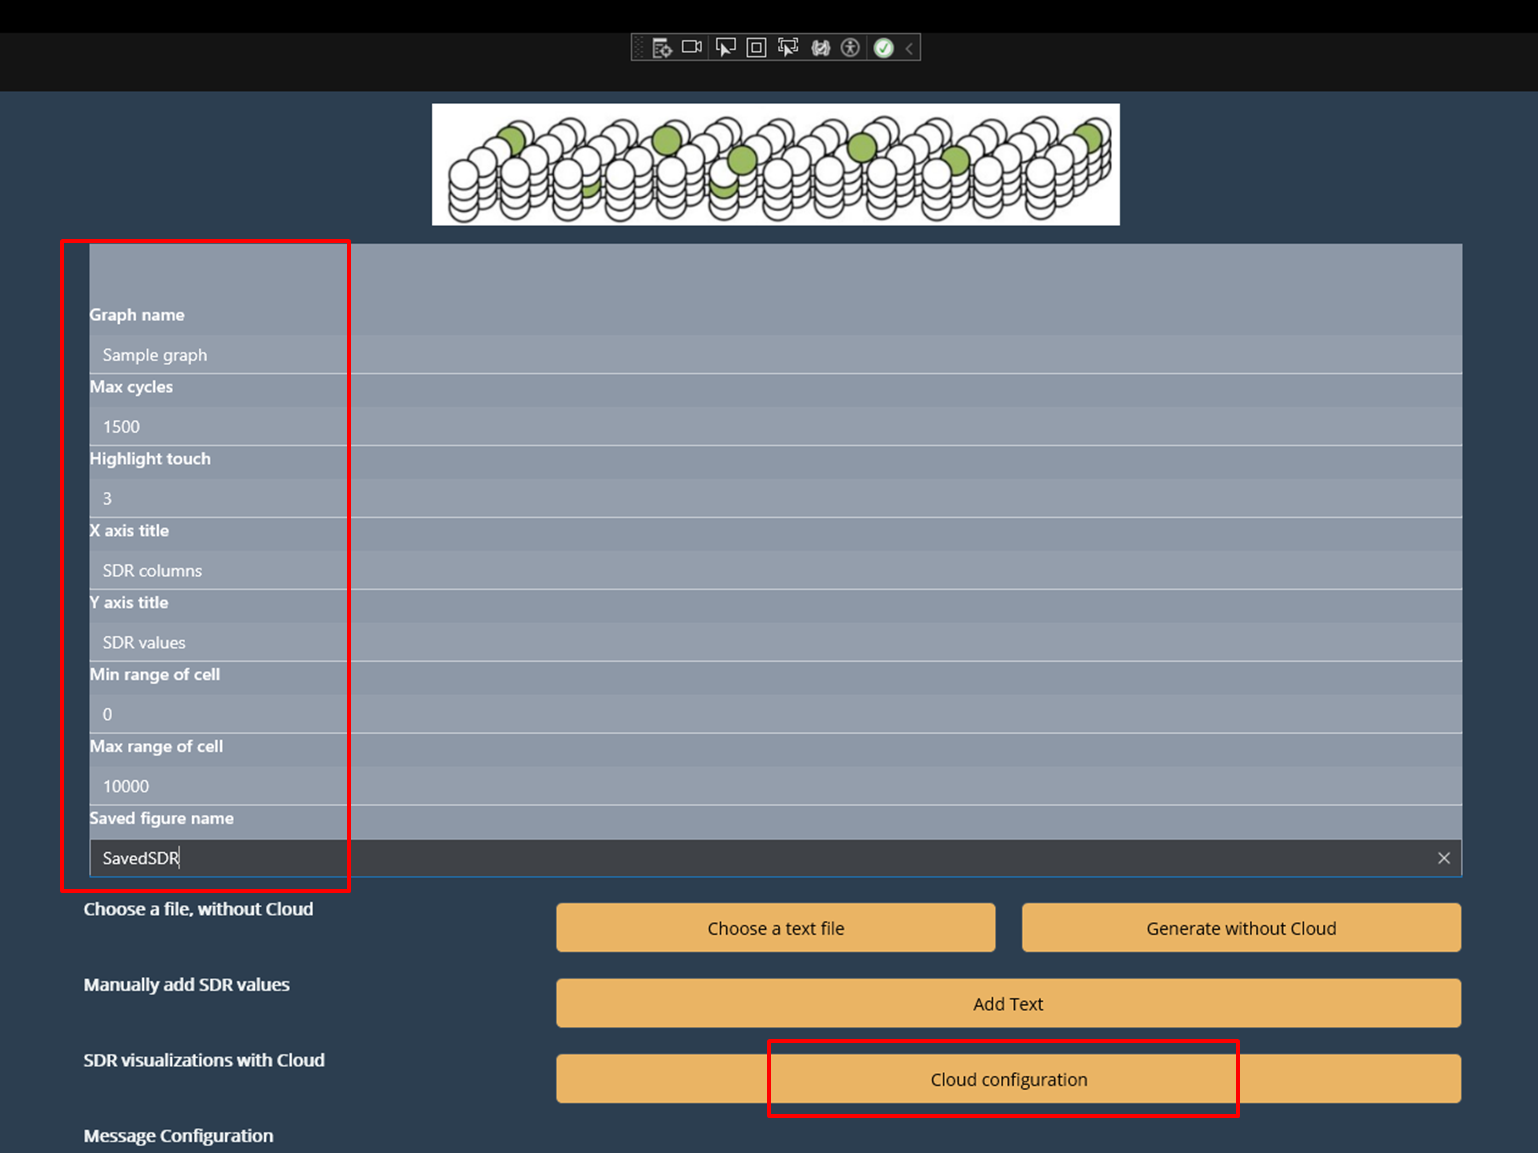 Graph name
Sample graph
Max cycles
1500
Highlight touch
3
X axis title
SDR columns
Y axis title
SDR values
Min range of cell
0
Max range of cell
10000
Saved figure name
SavedSDR
Choose a file, without Cloud
Choose a text file
Generate without Cloud
Manually add SDR values
Add Text
SDR visualizations with Cloud
Cloud configuration
Message Configuration